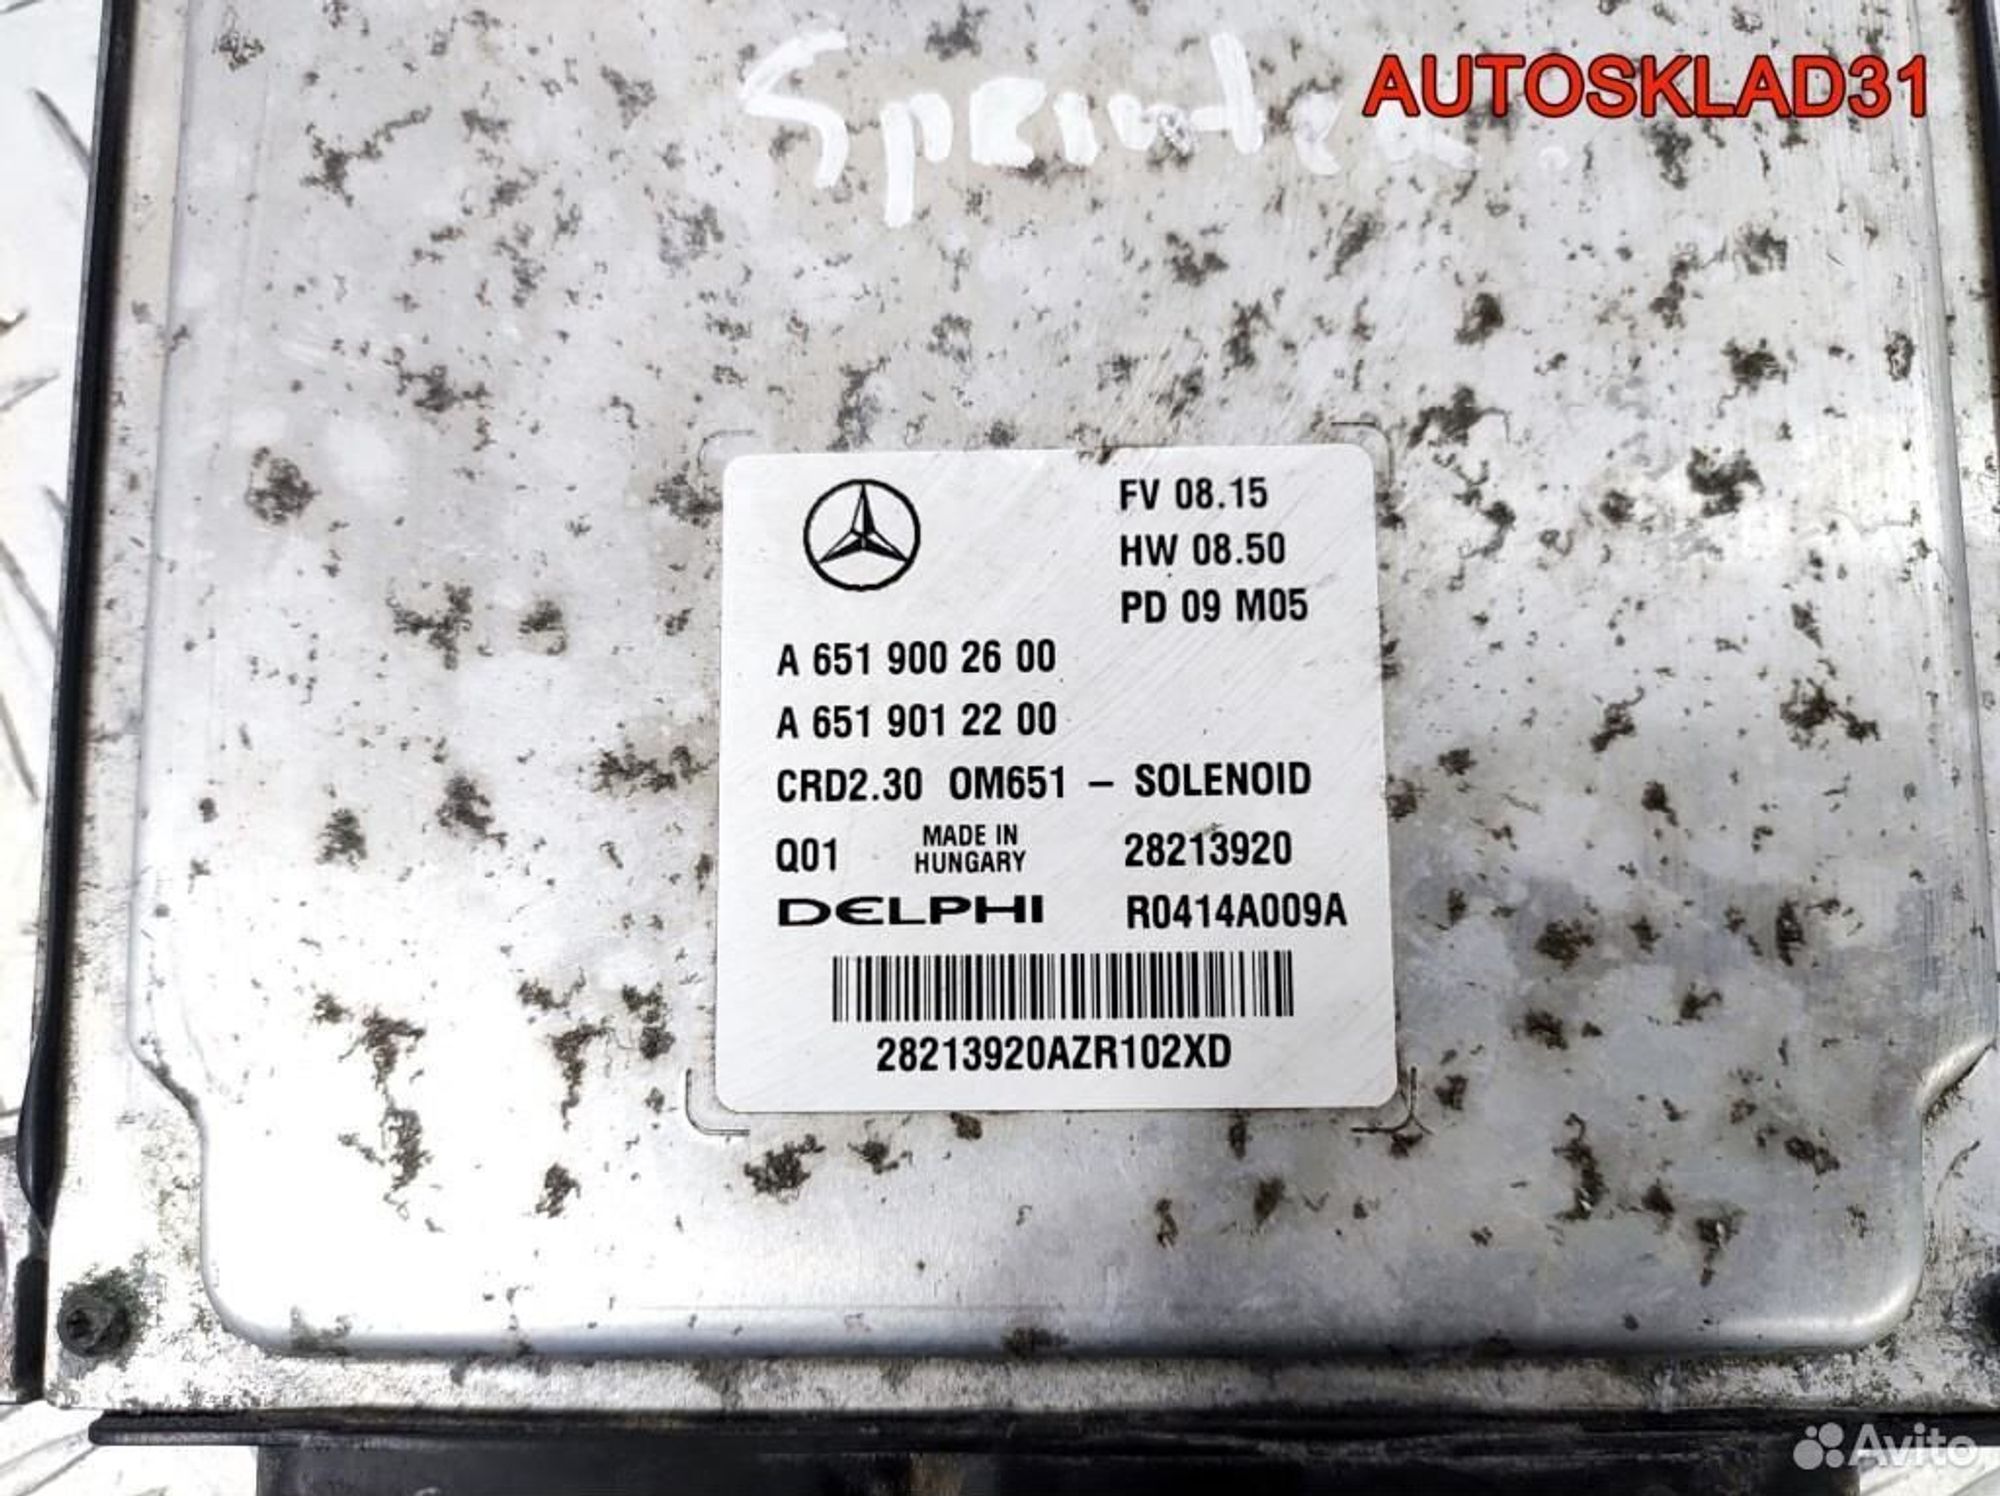 Sprinter
AUTOSKLAD31
FV 08.15
HW 08.50
PD 09 M05
A 651 900 26 00
A 651 901 22 00
CRD2.30 OM651 – SOLENOID
Q01 MADE IN HUNGARY 28213920
DELPHI R0414A009A
28213920AZR102XD
Avito